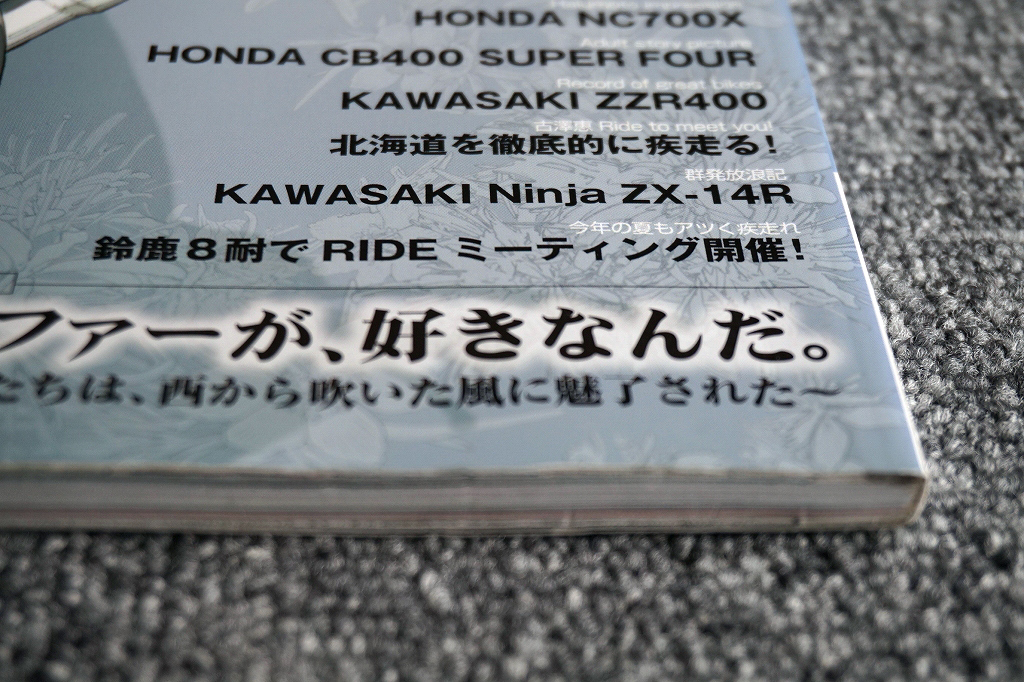 HONDA NC700X
Adult story picture
HONDA CB400 SUPER FOUR
Record of great bikes
KAWASAKI ZZR400
古澤恵 Ride to meet you!
北海道を徹底的に疾走る!
群発放浪記
KAWASAKI Ninja ZX-14R
今年の夏もアツく疾走れ
鈴鹿8耐で RIDE ミーティング開催!
ファーが、好きなんだ。
たちは、西から吹いた風に魅了された～